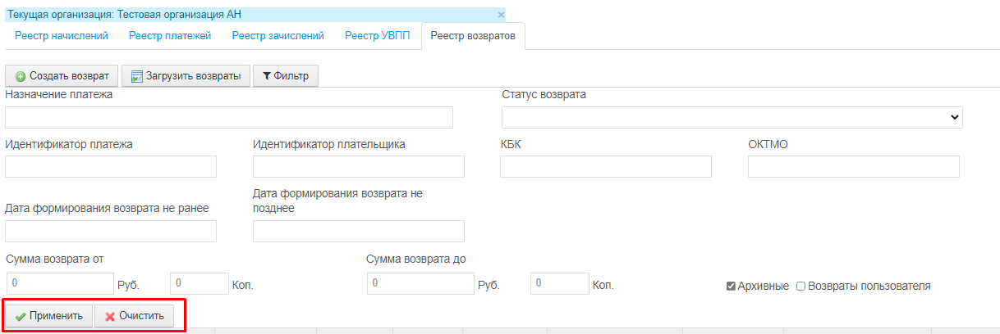 Текущая организация: Тестовая организация АН ×
Реестр начислений Реестр платежей Реестр зачислений Реестр УВПП Реестр возвратов
Создать возврат Загрузить возвраты Фильтр
Назначение платежа Статус возврата
Идентификатор платежа Идентификатор плательщика КБК ОКТМО
Дата формирования возврата не ранее Дата формирования возврата не
позднее
Сумма возврата от Сумма возврата до
0 Руб. 0 Коп. 0 Руб. 0 Коп. Архивные Возвраты пользователя
Применить Очистить